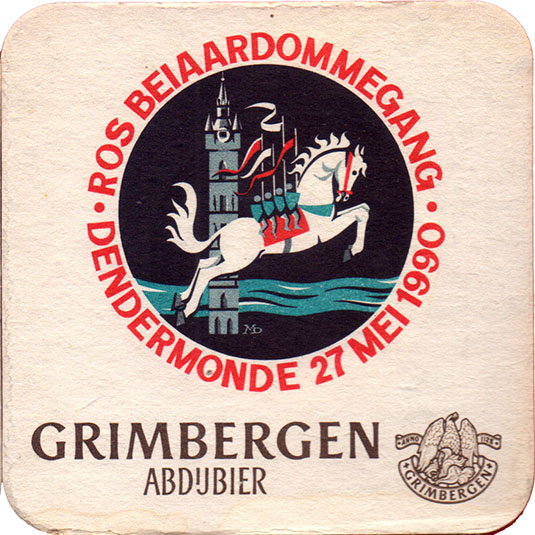 · ROS BEIAARDOMMEGANG ·
DENDERMONDE 27 MEI 1990
MD
GRIMBERGEN
ABDIJBIER
ANNO 1128
· GRIMBERGEN ·